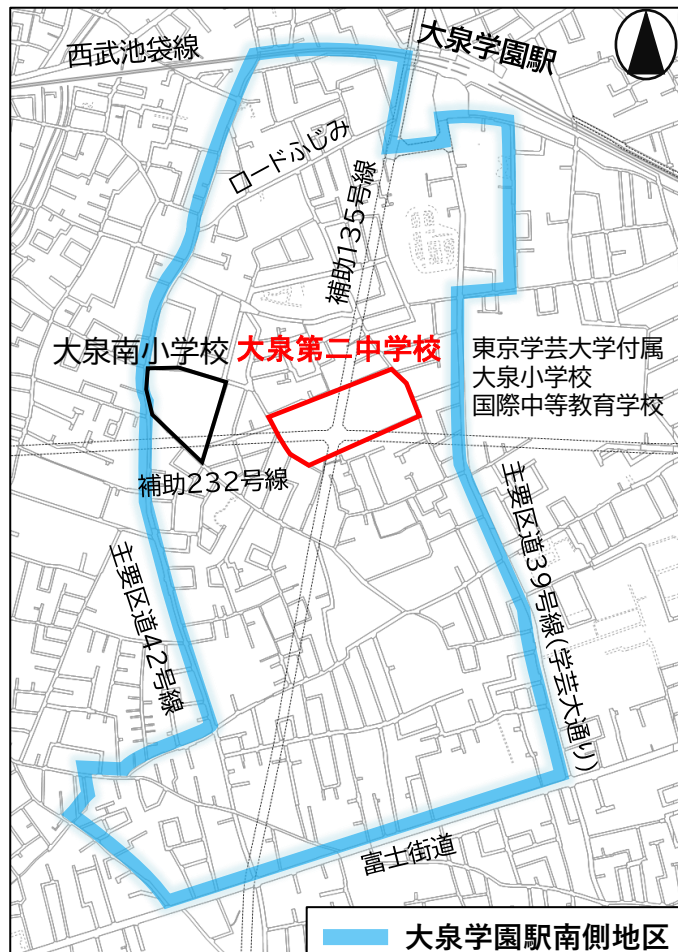 大泉学園駅
西武池袋線
ロードふじみ
補助135号線
大泉南小学校
大泉第二中学校
東京学芸大学付属
大泉小学校
国際中等教育学校
補助232号線
主要区道42号線
主要区道39号線(学芸大通り)
富士街道
大泉学園駅南側地区